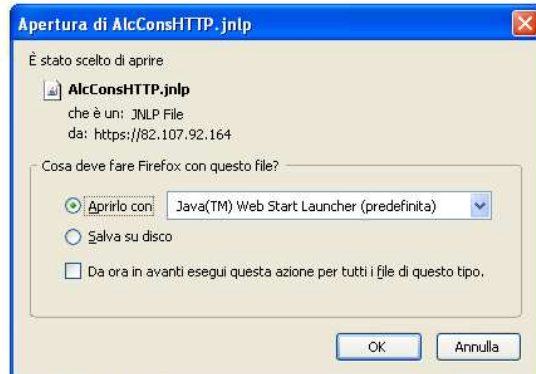 Apertura di AlcConsHTTP.jnlp
È stato scelto di aprire
AlcConsHTTP.jnlp
che è un: JNLP File
da: https://82.107.92.164
Cosa deve fare Firefox con questo file?
Aprirlo con Java(TM) Web Start Launcher (predefinita)
Salva su disco
Da ora in avanti esegui questa azione per tutti i file di questo tipo.
OK Annulla